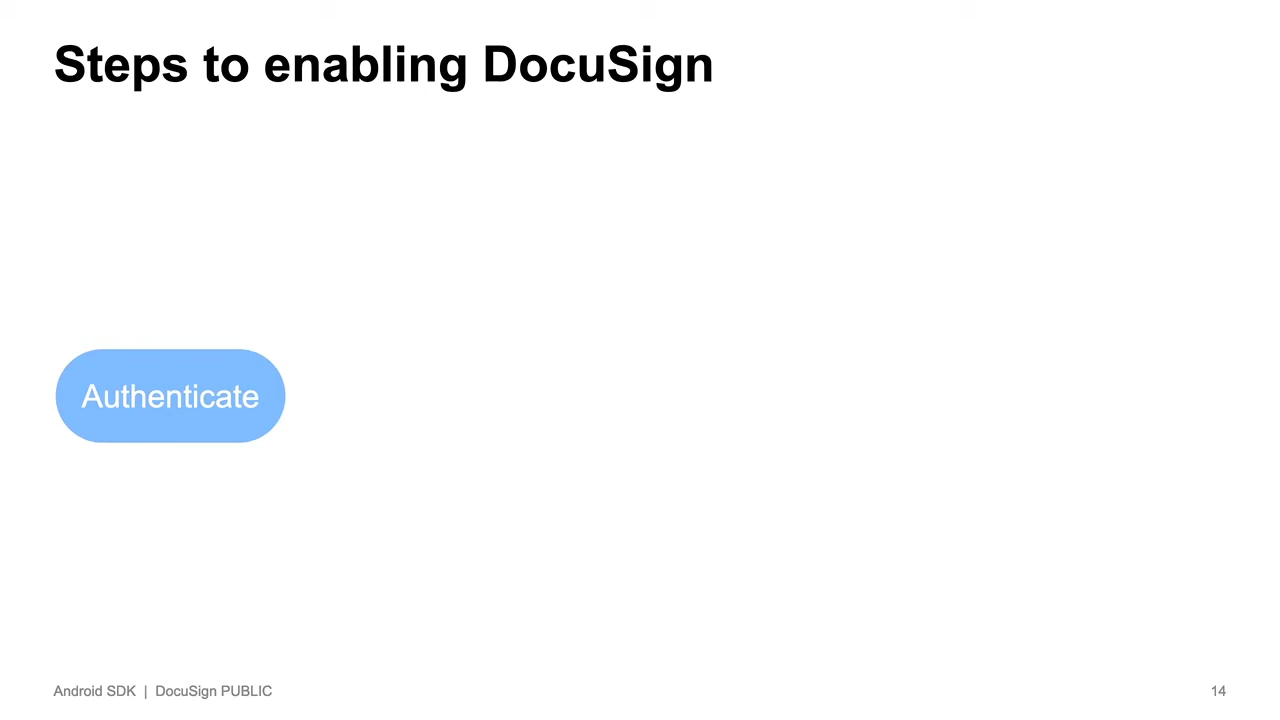 Steps to enabling DocuSign
Authenticate
Android SDK | DocuSign PUBLIC
14